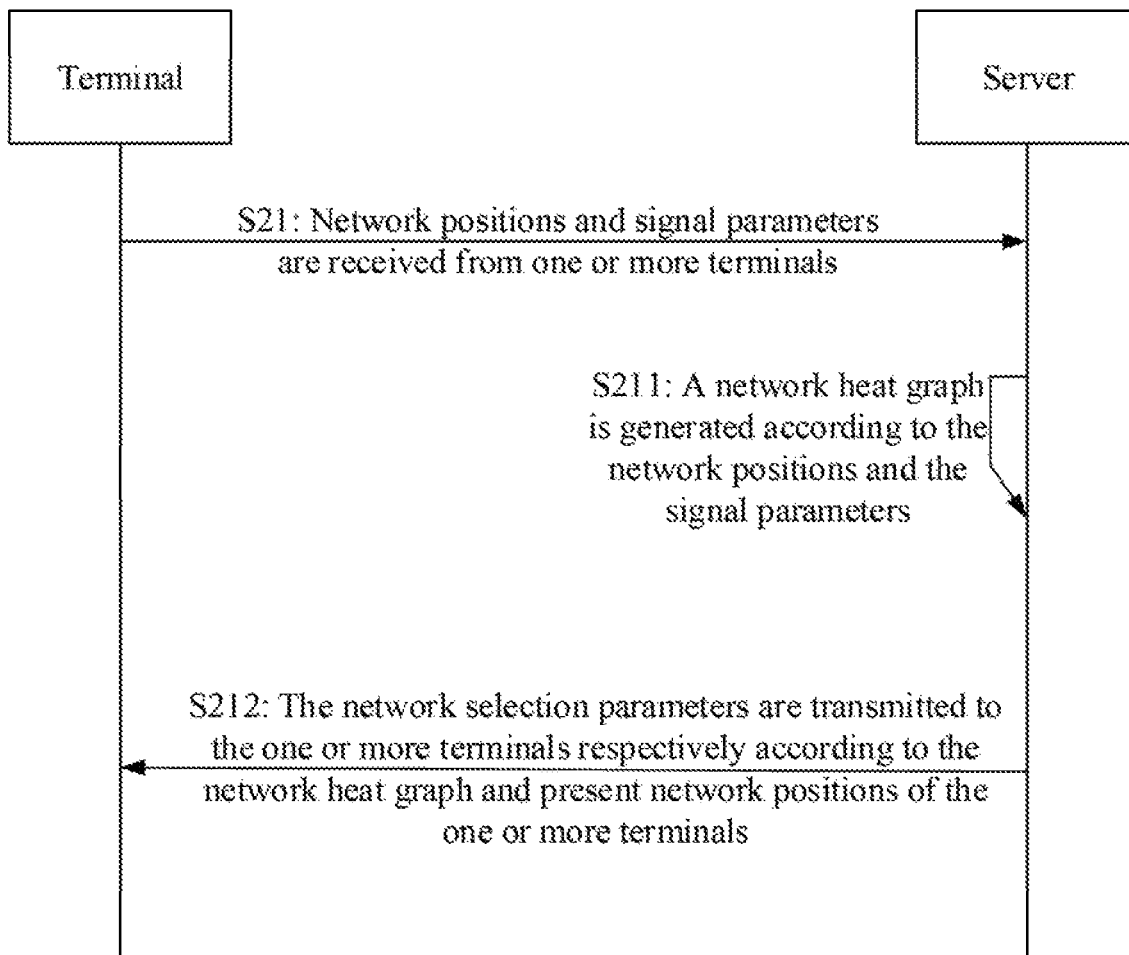 Terminal
Server
S21: Network positions and signal parameters
are received from one or more terminals
S211: A network heat graph
is generated according to the
network positions and the
signal parameters
S212: The network selection parameters are transmitted to
the one or more terminals respectively according to the
network heat graph and present network positions of the
one or more terminals